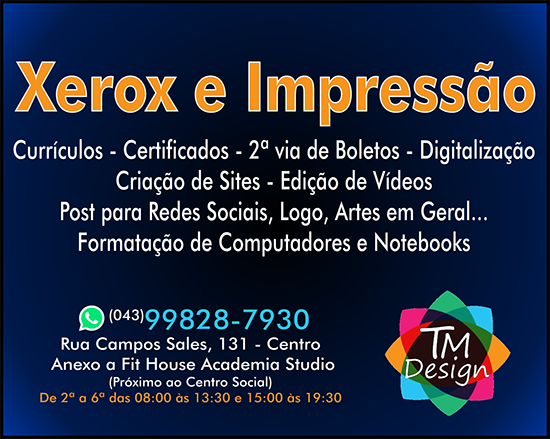 Xerox e Impressão
Currículos - Certificados - 2ª via de Boletos - Digitalização
Criação de Sites - Edição de Vídeos
Post para Redes Sociais, Logo, Artes em Geral...
Formatação de Computadores e Notebooks
(043)99828-7930
Rua Campos Sales, 131 - Centro
Anexo a Fit House Academia Studio
(Próximo ao Centro Social)
De 2ª a 6ª das 08:00 às 13:30 e 15:00 às 19:30
TM
Design